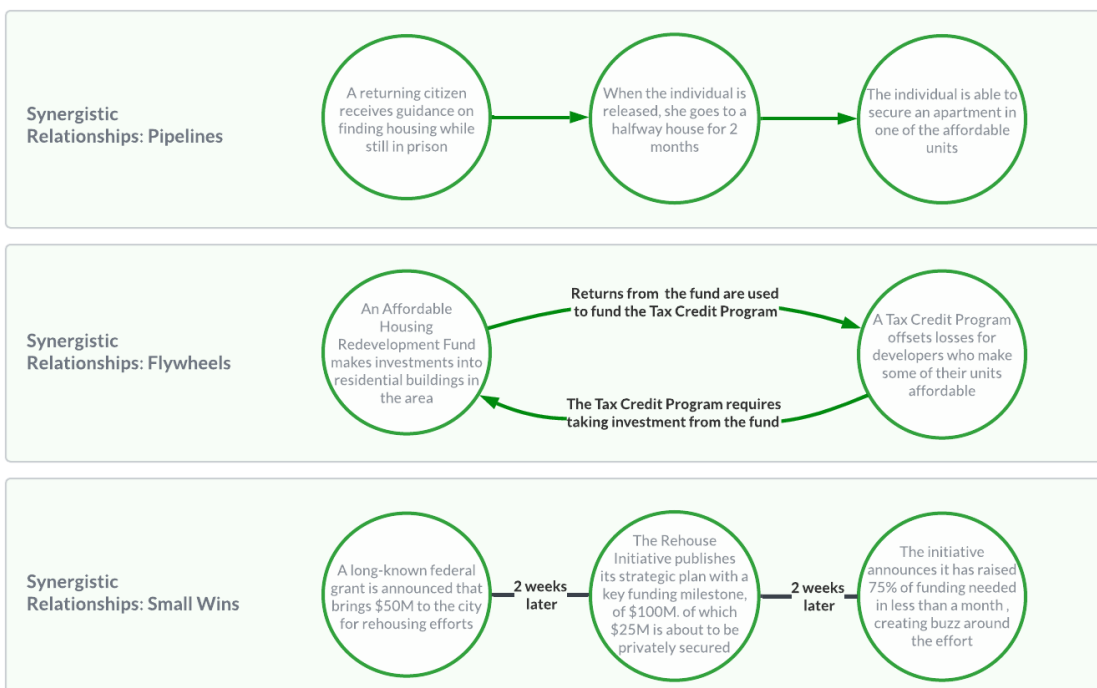 Synergistic
Relationships: Pipelines
A returning citizen
receives guidance on
finding housing while
still in prison
When the individual is
released, she goes to a
halfway house for 2
months
The individual is able to
secure an apartment in
one of the affordable
units
Synergistic
Relationships: Flywheels
An Affordable
Housing
Redevelopment Fund
makes investments into
residential buildings in
the area
Returns from the fund are used
to fund the Tax Credit Program
The Tax Credit Program requires
taking investment from the fund
A Tax Credit Program
offsets losses for
developers who make
some of their units
affordable
Synergistic
Relationships: Small Wins
A long-known federal
grant is announced that
brings $50M to the city
for rehousing efforts
2 weeks
later
The Rehouse
Initiative publishes
its strategic plan with a
key funding milestone,
of $100M. of which
$25M is about to be
privately secured
2 weeks
later
The initiative
announces it has raised
75% of funding needed
in less than a month ,
creating buzz around
the effort